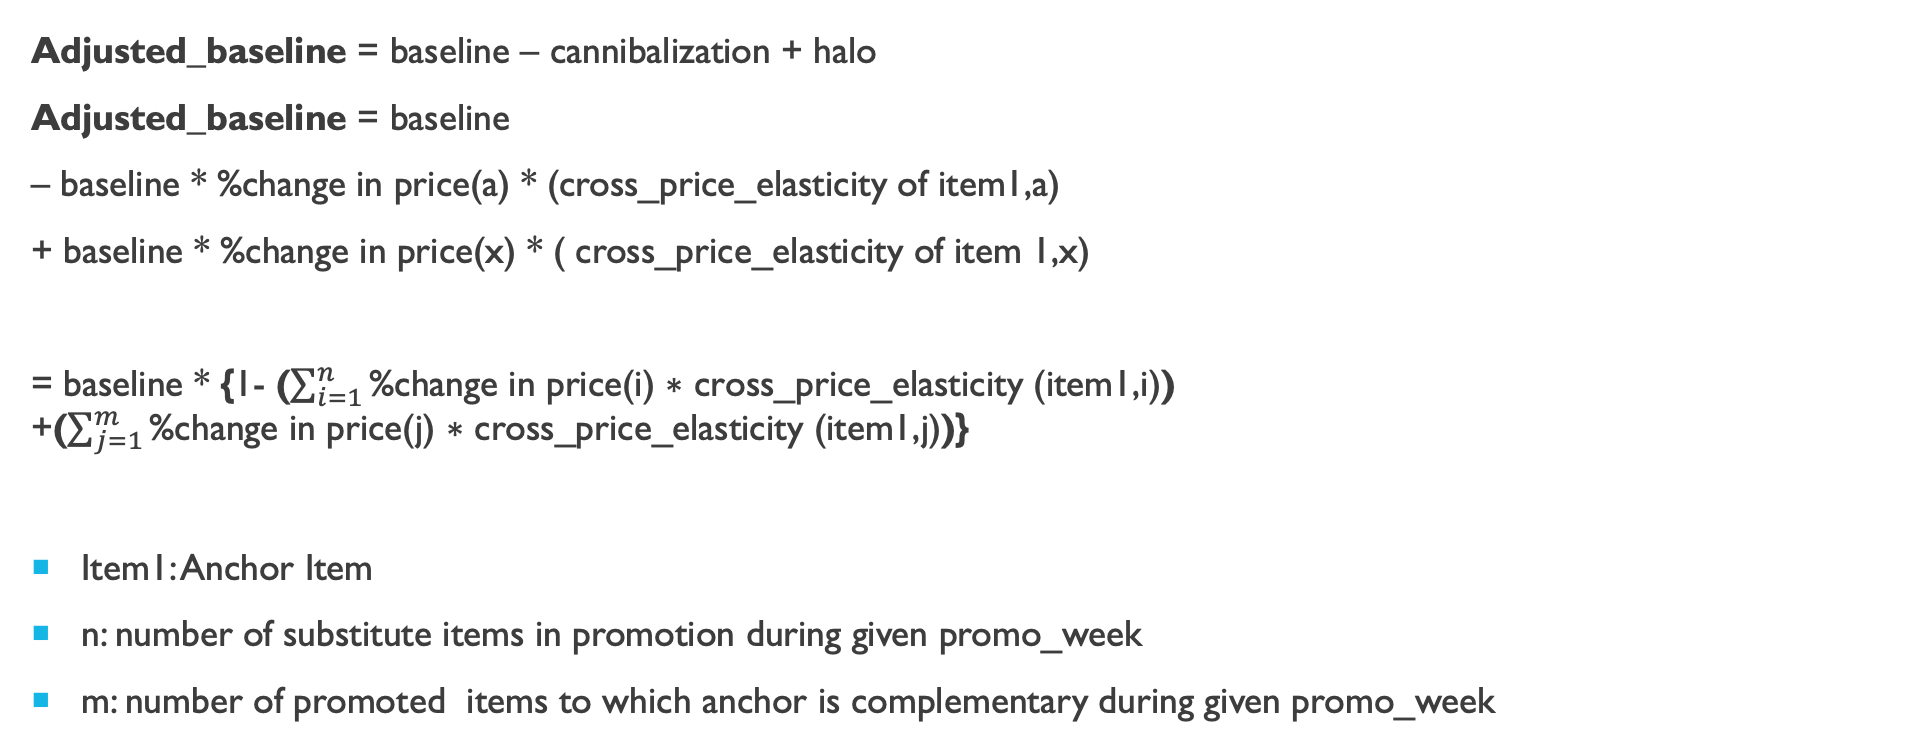 Adjusted_baseline = baseline – cannibalization + halo
Adjusted_baseline = baseline
– baseline * %change in price(a) * (cross_price_elasticity of item1,a)
+ baseline * %change in price(x) * ( cross_price_elasticity of item 1,x)
= baseline * {1- (∑ⁿᵢ₌₁ %change in price(i) ∗ cross_price_elasticity (item1,i))
+(∑ᵐⱼ₌₁ %change in price(j) ∗ cross_price_elasticity (item1,j))}
▪ Item1: Anchor Item
▪ n: number of substitute items in promotion during given promo_week
▪ m: number of promoted  items to which anchor is complementary during given promo_week